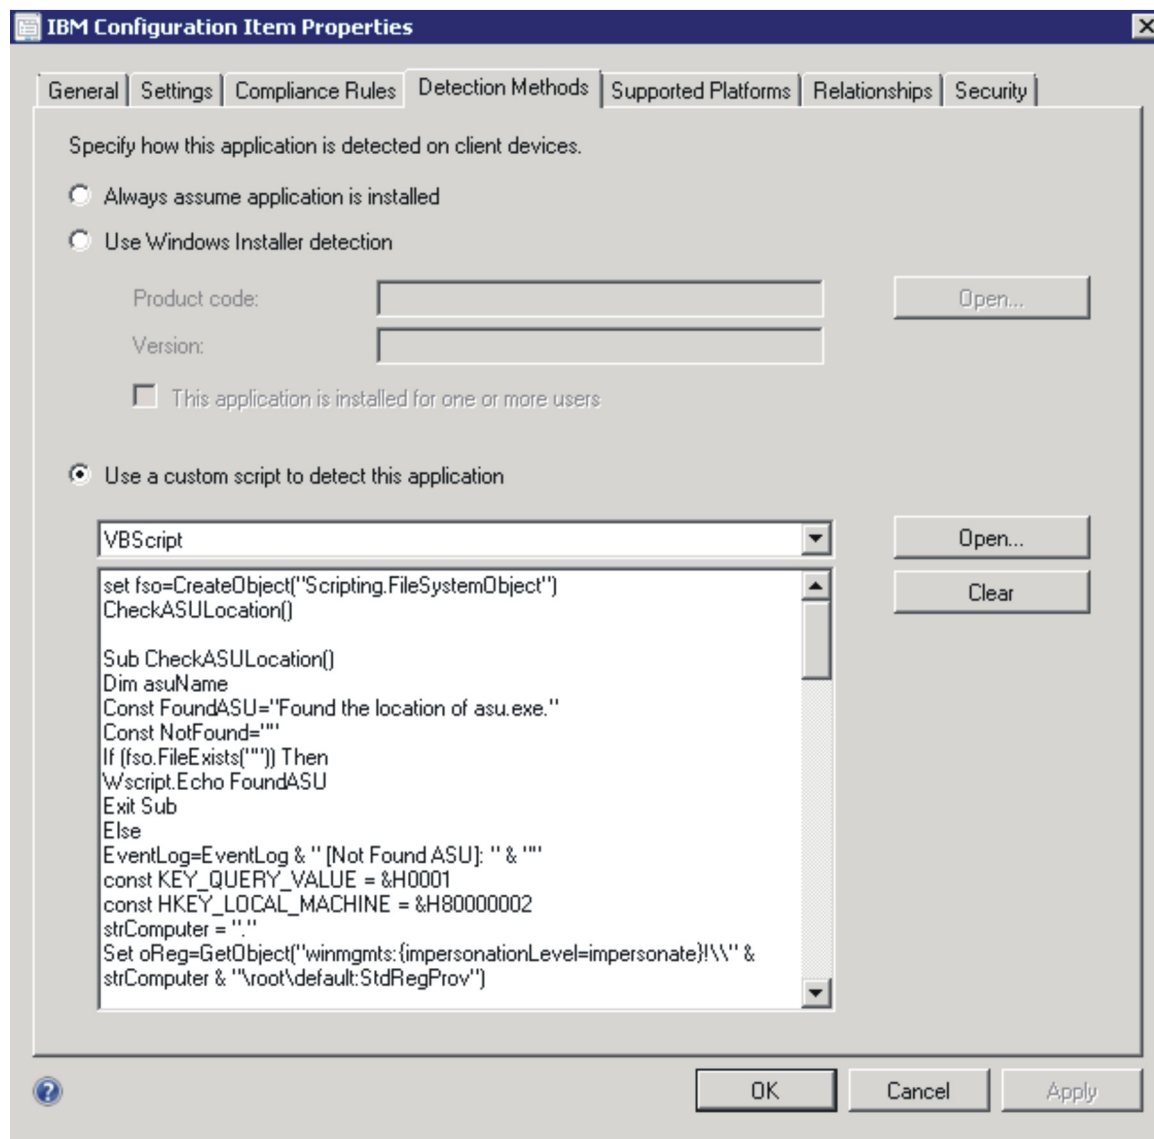 IBM Configuration Item Properties
General
Settings
Compliance Rules
Detection Methods
Supported Platforms
Relationships
Security
Specify how this application is detected on client devices.
Always assume application is installed
Use Windows Installer detection
Product code:
Open...
Version:
This application is installed for one or more users
Use a custom script to detect this application
VBScript
Open...
Clear
set fso=CreateObject("Scripting.FileSystemObject")
CheckASULocation()
Sub CheckASULocation()
Dim asuName
Const FoundASU="Found the location of asu.exe."
Const NotFound=""
If (fso.FileExists("")) Then
Wscript.Echo FoundASU
Exit Sub
Else
EventLog=EventLog & " [Not Found ASU]: " & ""
const KEY_QUERY_VALUE = &H0001
const HKEY_LOCAL_MACHINE = &H80000002
strComputer = "."
Set oReg=GetObject("winmgmts:{impersonationLevel=impersonate}!\\" &
strComputer & "\root\default:StdRegProv")
OK
Cancel
Apply